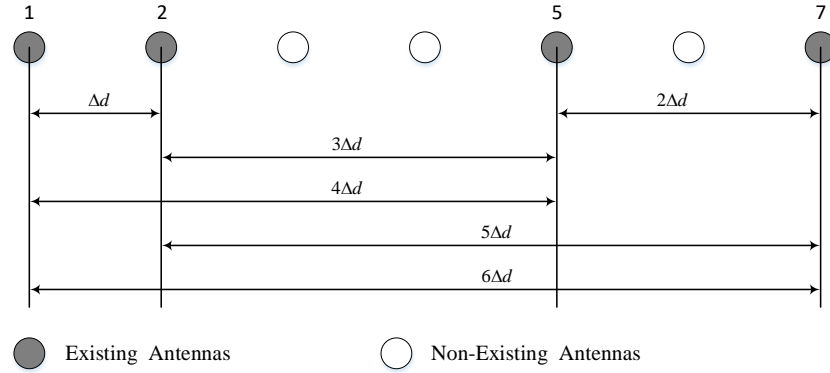 1 2 5 7
Δd 2Δd
3Δd
4Δd
5Δd
6Δd
Existing Antennas Non-Existing Antennas